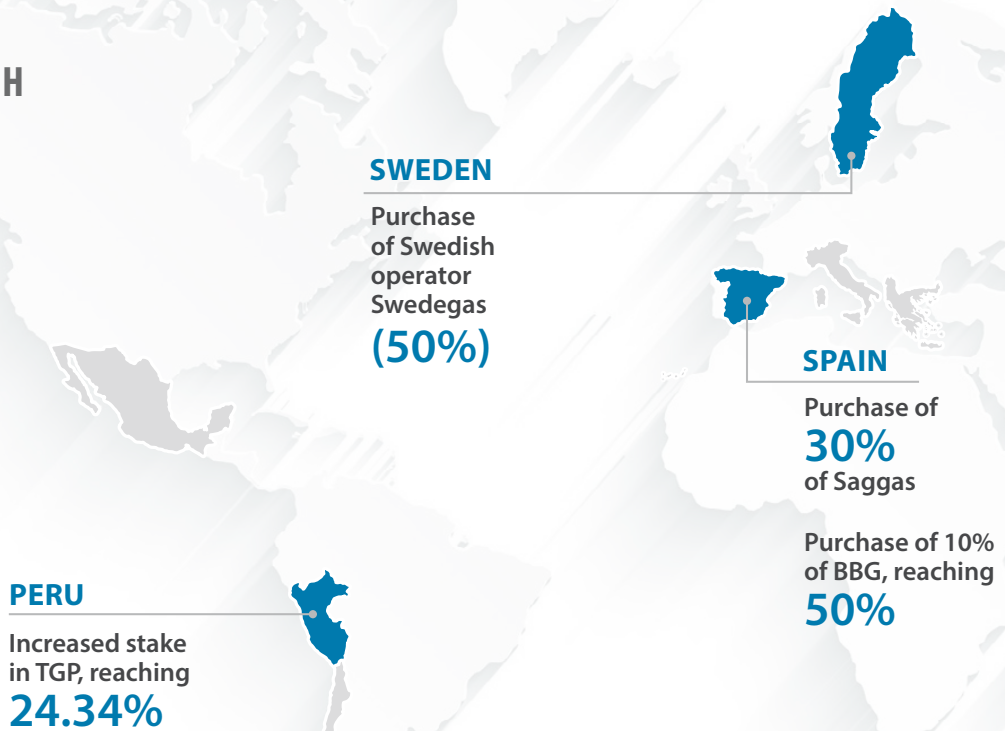 H
SWEDEN
Purchase
of Swedish
operator
Swedegas
(50%)
SPAIN
Purchase of
30%
of Saggas
Purchase of 10%
of BBG, reaching
50%
PERU
Increased stake
in TGP, reaching
24.34%